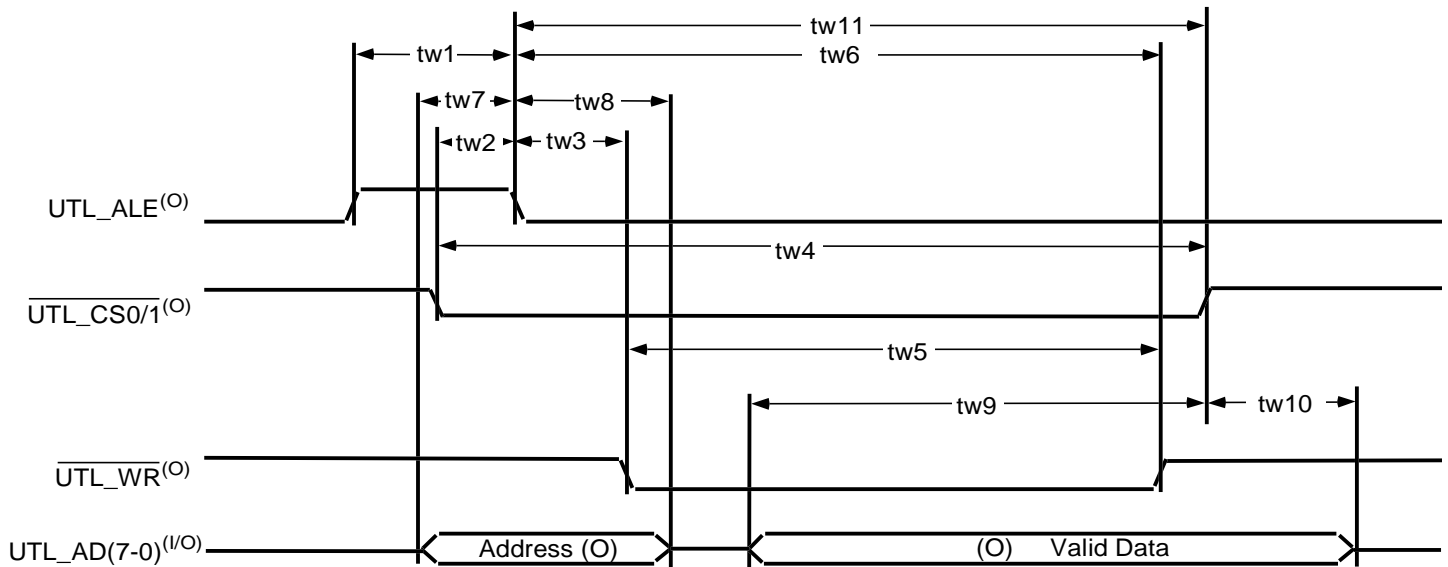 tw11
tw1
tw6
tw7
tw8
tw2
tw3
UTL_ALE(O)
tw4
UTL_CS0/1(O)
tw5
tw9
tw10
UTL_WR(O)
UTL_AD(7-0)(I/O)
Address (O)
(O) Valid Data